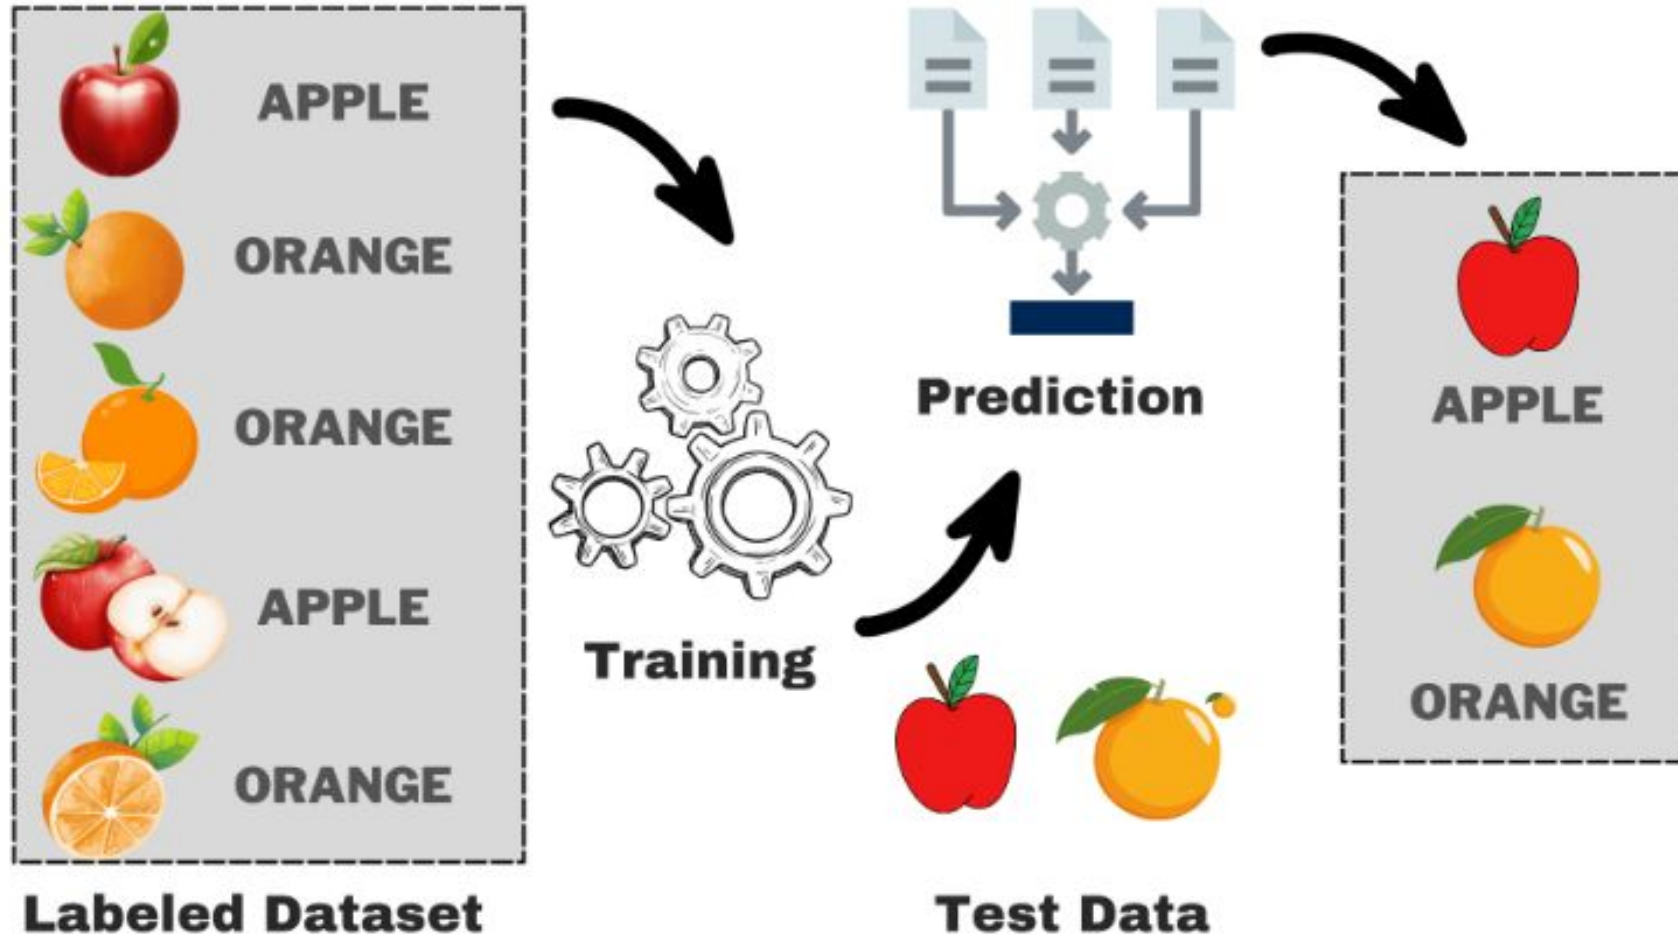 APPLE
ORANGE
ORANGE
APPLE
ORANGE
Labeled Dataset
Training
Prediction
Test Data
APPLE
ORANGE